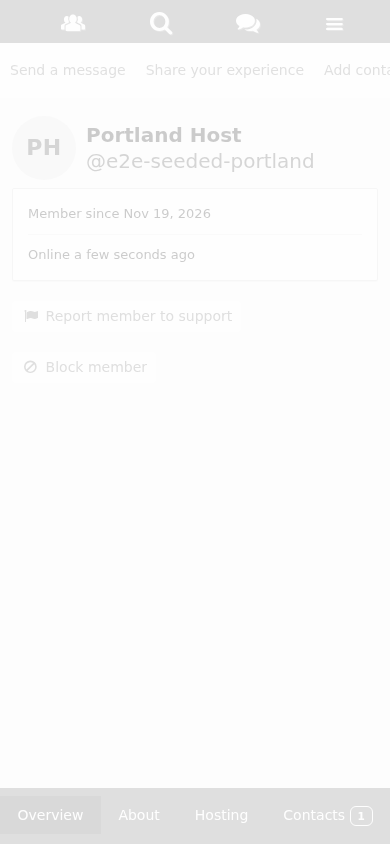 Send a message Share your experience Add conta
PH
Portland Host
@e2e-seeded-portland
Member since Nov 19, 2026
Online a few seconds ago
Report member to support
Block member
Overview About Hosting Contacts 1